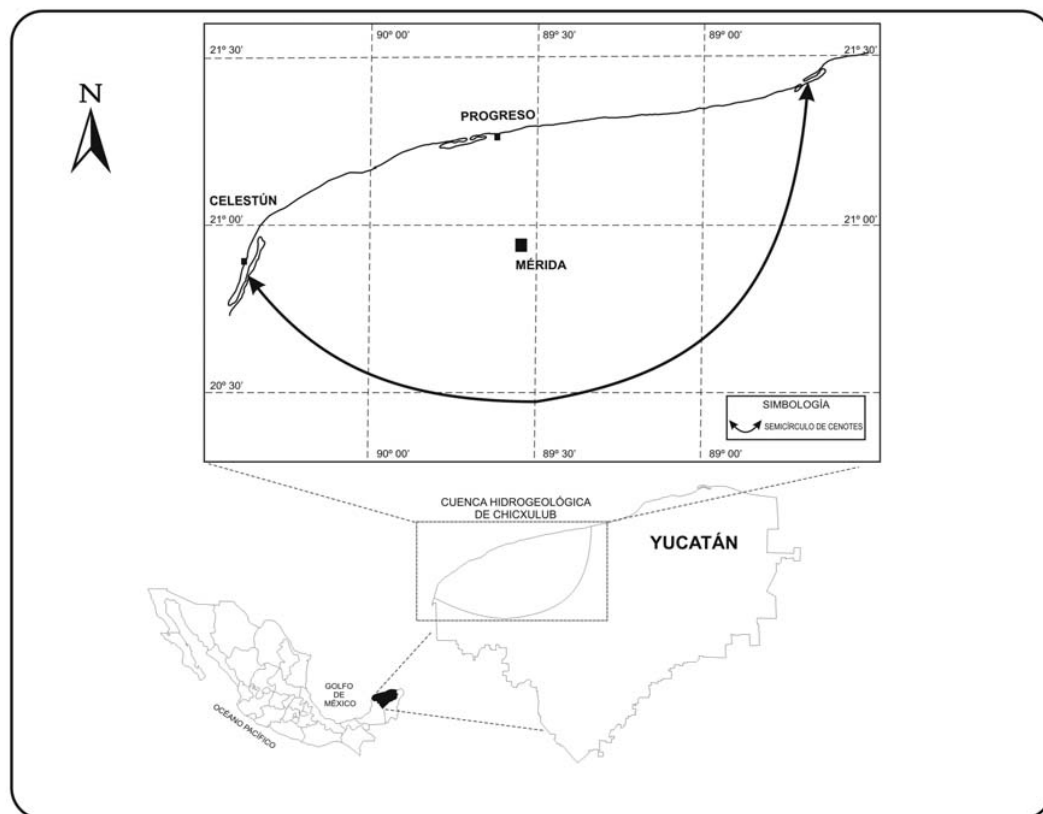 N
90º 00’
89º 30’
89º 00’
21º 30’
21º 30’
PROGRESO
CELESTÚN
21º 00’
21º 00’
MÉRIDA
20º 30’
SIMBOLOGÍA
SEMICÍRCULO DE CENOTES
90º 00’
89º 30’
89º 00’
CUENCA HIDROGEOLÓGICA
DE CHICXULUB
YUCATÁN
GOLFO
DE
MÉXICO
OCÉANO PACÍFICO